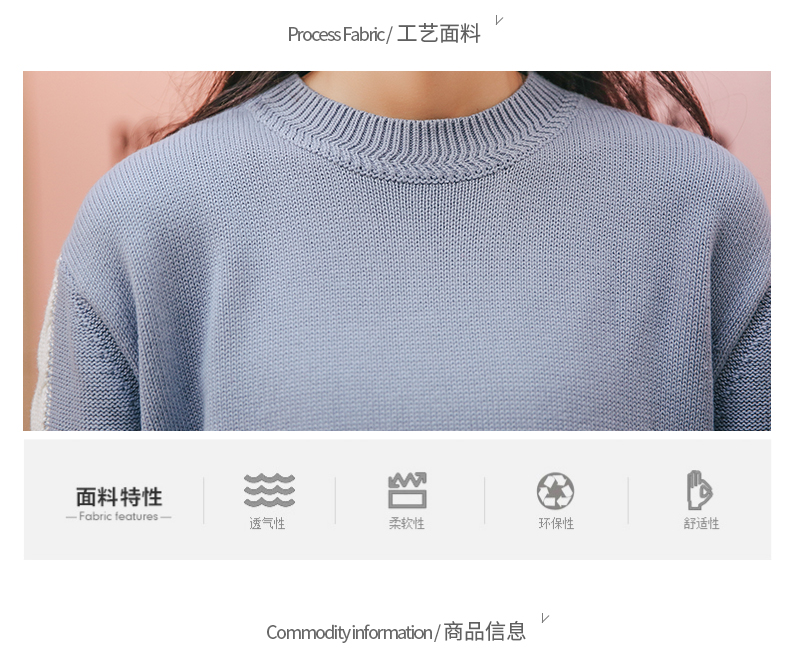 Process Fabric / 工艺面料
面料特性
— Fabric features —
透气性
柔软性
环保性
舒适性
Commodity information / 商品信息